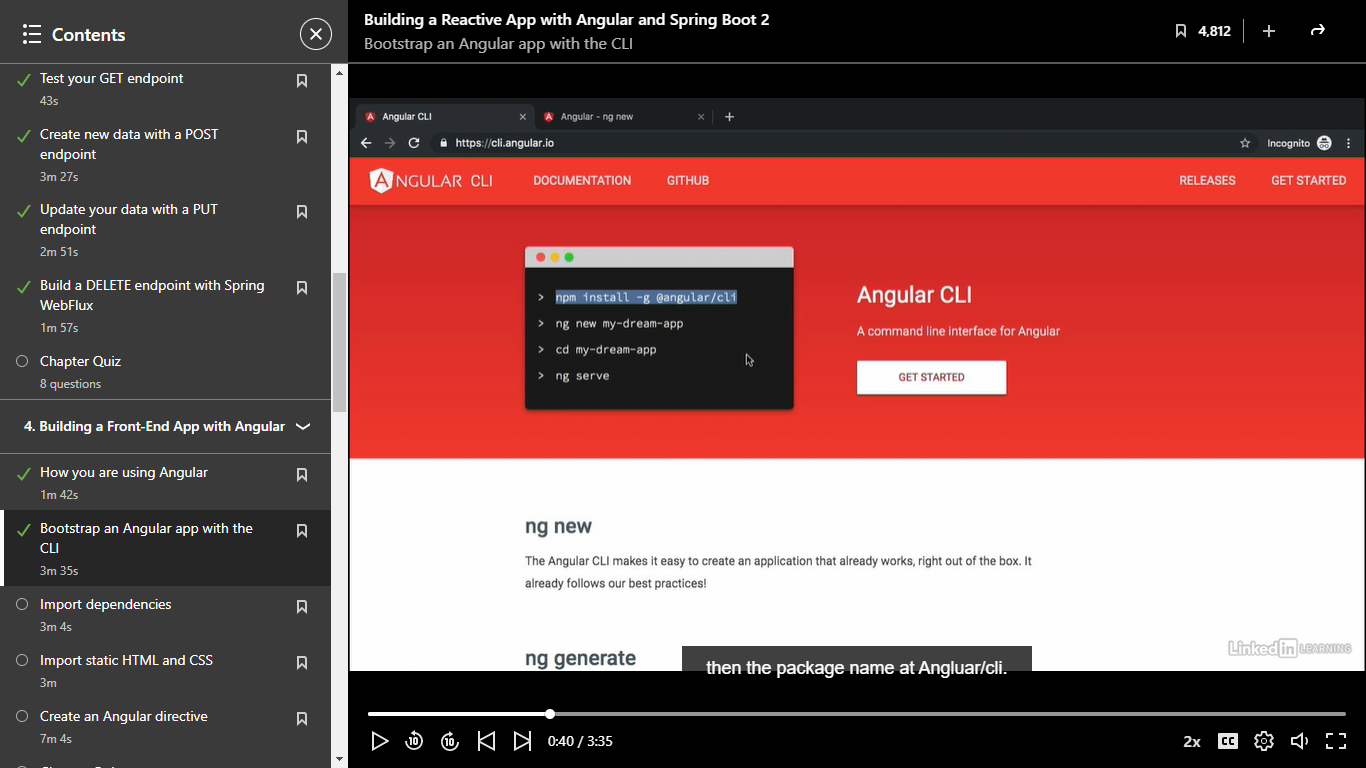 Contents
Test your GET endpoint
43s
Create new data with a POST
endpoint
3m 27s
Update your data with a PUT
endpoint
2m 51s
Build a DELETE endpoint with Spring
WebFlux
1m 57s
Chapter Quiz
8 questions
4. Building a Front-End App with Angular
How you are using Angular
1m 42s
Bootstrap an Angular app with the
CLI
3m 35s
Import dependencies
3m 4s
Import static HTML and CSS
3m
Create an Angular directive
7m 4s
Building a Reactive App with Angular and Spring Boot 2
Bootstrap an Angular app with the CLI
4,812
Angular CLI
Angular - ng new
https://cli.angular.io
Incognito
ANGULAR CLI
DOCUMENTATION
GITHUB
RELEASES
GET STARTED
> npm install -g @angular/cli
> ng new my-dream-app
> cd my-dream-app
> ng serve
Angular CLI
A command line interface for Angular
GET STARTED
ng new
The Angular CLI makes it easy to create an application that already works, right out of the box. It
already follows our best practices!
ng generate
Linked in LEARNING
then the package name at Angluar/cli.
10
10
0:40 / 3:35
2x
CC